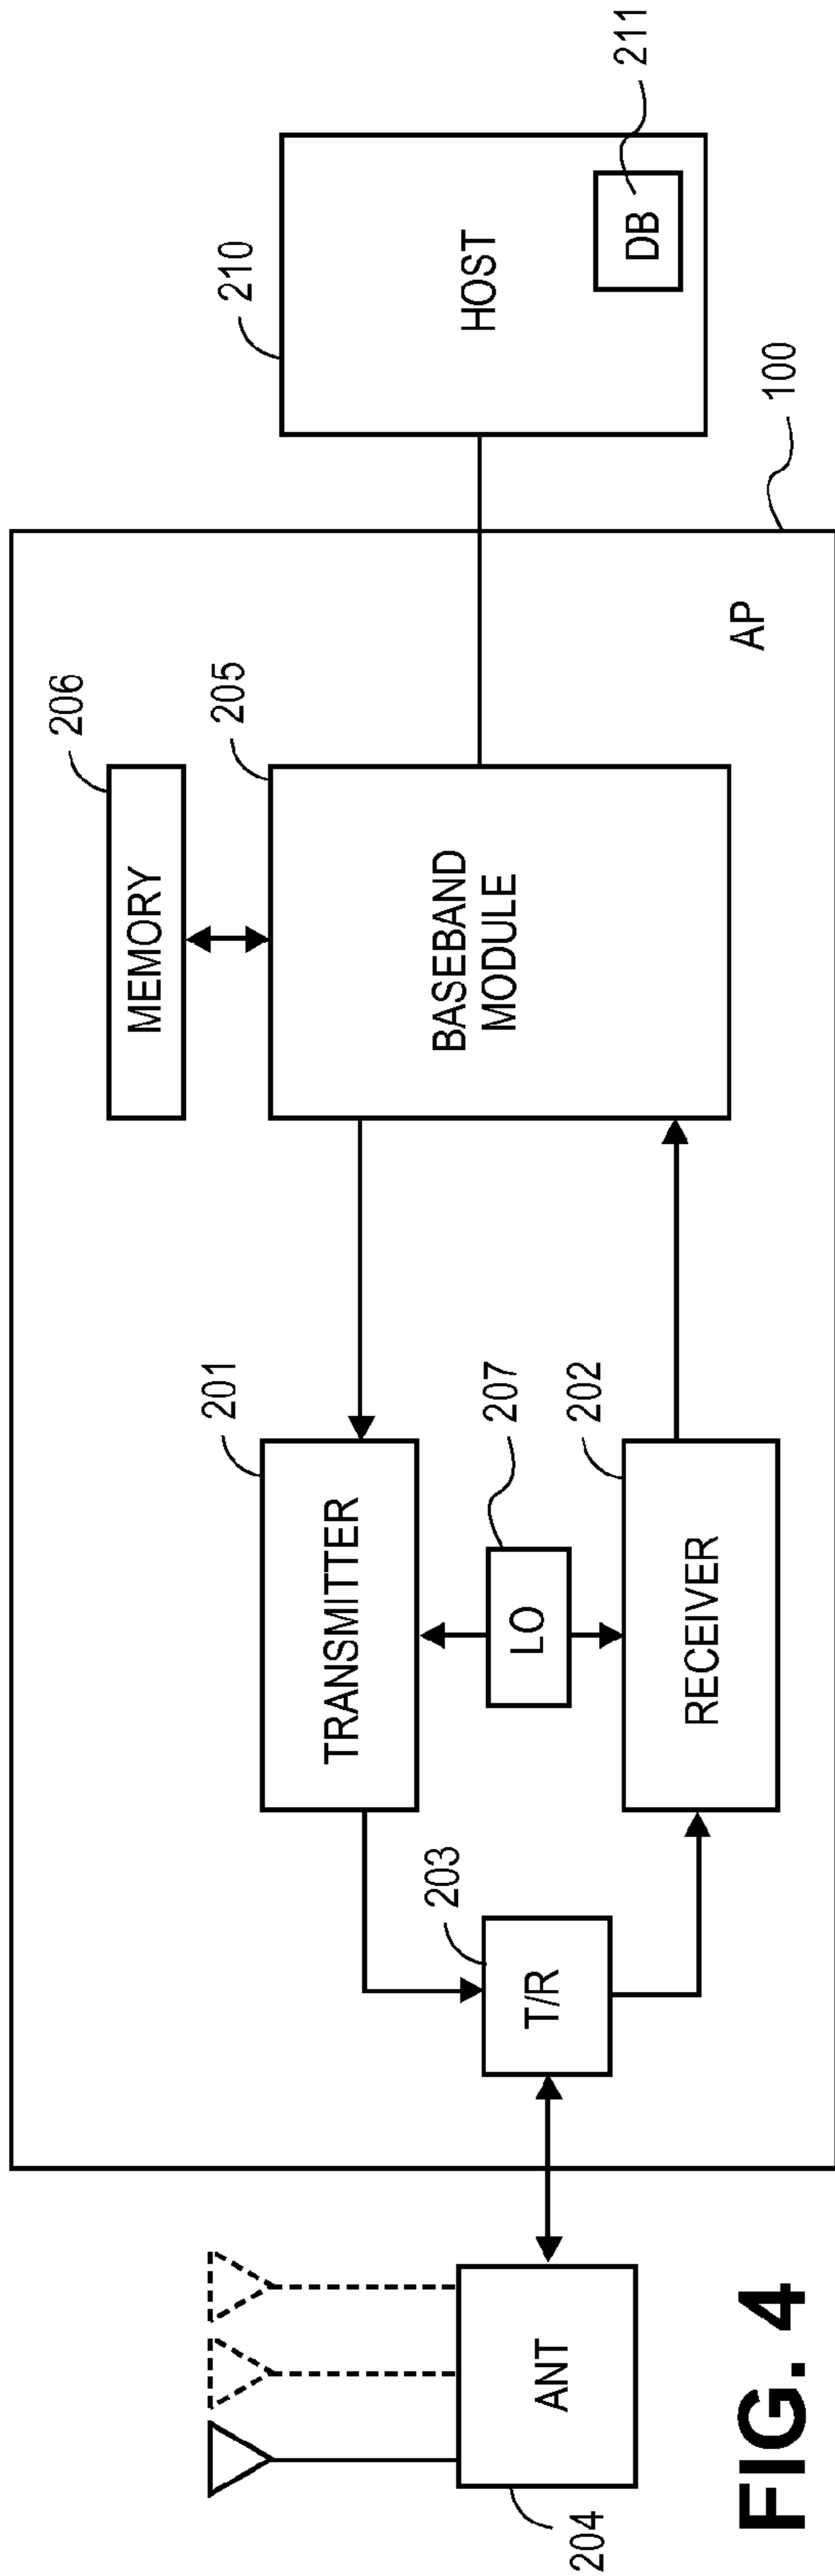 206
MEMORY
201
205
210
TRANSMITTER
BASEBAND
MODULE
HOST
203
207
LO
211
DB
ANT
T/R
202
RECEIVER
204
AP
100
FIG. 4